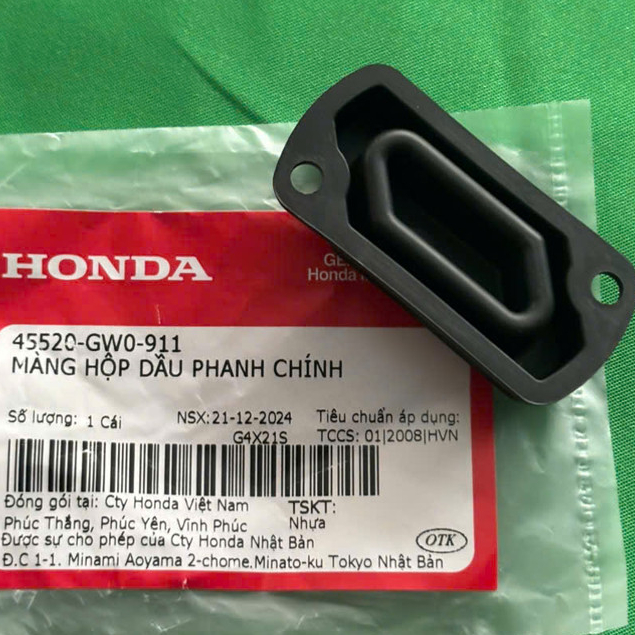 HONDA
GE
Honda
45520-GW0-911
MÀNG HỘP DẦU PHANH CHÍNH
Số lượng: 1 Cái NSX:21-12-2024 Tiêu chuẩn áp dụng:
G4X21S TCCS: 01|2008|HVN
Đóng gói tại: Cty Honda Việt Nam TSKT:
Phúc Thắng, Phúc Yên, Vĩnh Phúc Nhựa
Được sự cho phép của Cty Honda Nhật Bản OTK
Đ.C 1-1. Minami Aoyama 2-chome.Minato-ku Tokyo Nhật Bản